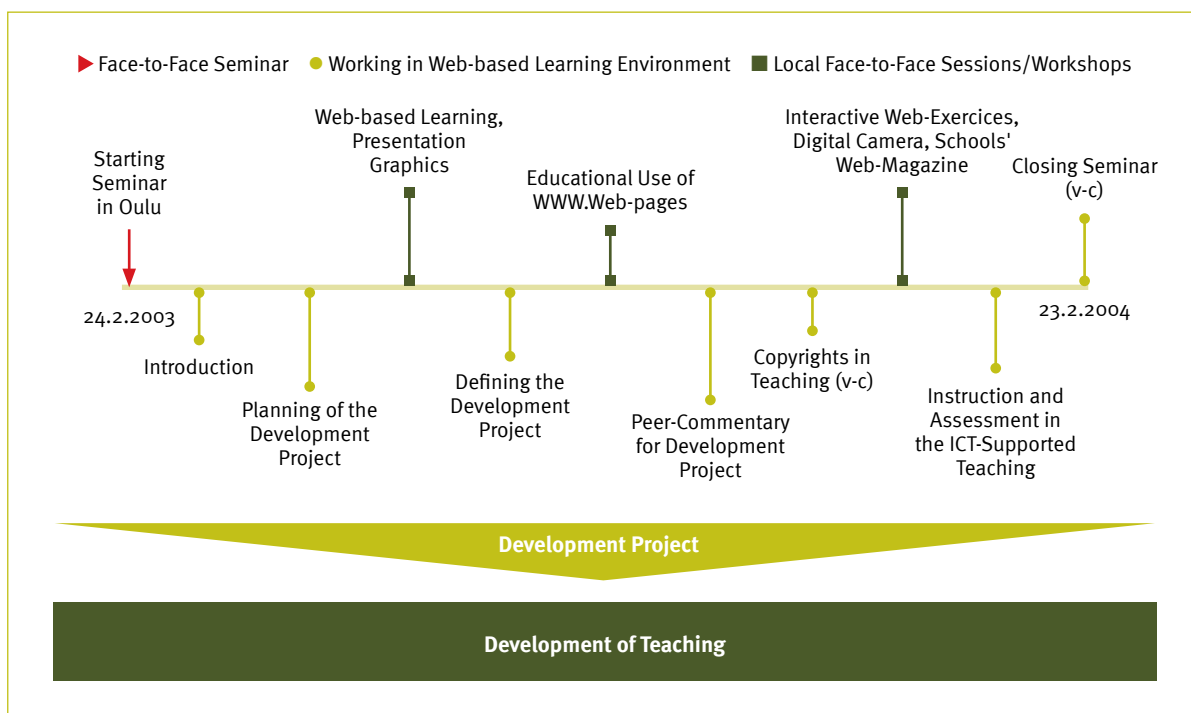 Face-to-Face Seminar
Working in Web-based Learning Environment
Local Face-to-Face Sessions/Workshops
Starting
Seminar
in Oulu
Web-based Learning,
Presentation
Graphics
Educational Use of
WWW.Web-pages
Interactive Web-Exercices,
Digital Camera, Schools'
Web-Magazine
Closing Seminar
(v-c)
24.2.2003
23.2.2004
Introduction
Planning of the
Development
Project
Defining the
Development
Project
Peer-Commentary
for Development
Project
Copyrights in
Teaching (v-c)
Instruction and
Assessment in
the ICT-Supported
Teaching
Development Project
Development of Teaching